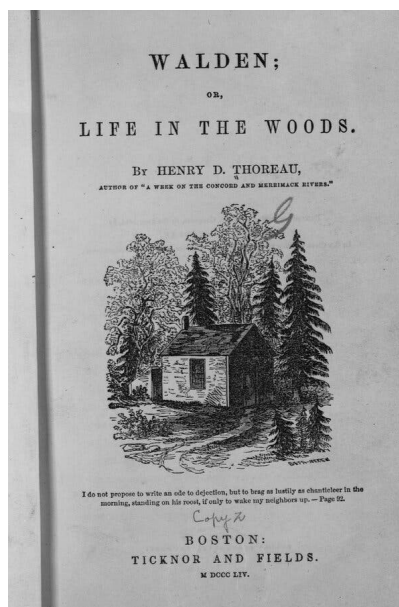 WALDEN;
OR,
LIFE IN THE WOODS.
BY HENRY D. THOREAU,
AUTHOR OF "A WEEK ON THE CONCORD AND MERRIMACK RIVERS."
I do not propose to write an ode to dejection, but to brag as lustily as chanticleer in the
morning, standing on his roost, if only to wake my neighbors up. — Page 92.
Copy 2
BOSTON:
TICKNOR AND FIELDS.
M DCCC LIV.